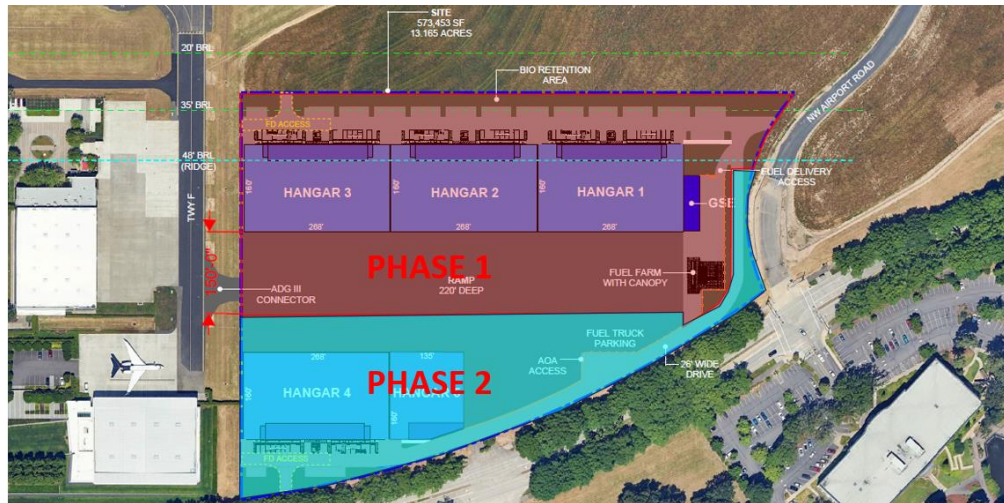 SITE
573,453 SF
13.165 ACRES
20' BRL
BIO RETENTION
AREA
NW AIRPORT ROAD
35' BRL
FD ACCESS
48' BRL
(RIDGE)
FUEL DELIVERY
ACCESS
TWY F
160'
HANGAR 3
160'
HANGAR 2
160'
HANGAR 1
GSE
268'
268'
268'
150'-0"
PHASE 1
RAMP
220' DEEP
FUEL FARM
WITH CANOPY
ADG III
CONNECTOR
FUEL TRUCK
PARKING
268'
135'
AOA
ACCESS
26' WIDE
DRIVE
PHASE 2
160'
HANGAR 4
160'
HANGAR
FD ACCESS